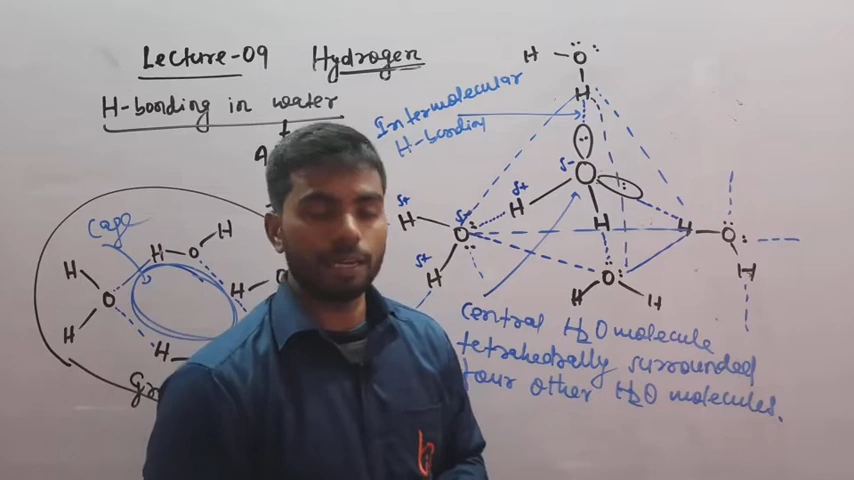 Lecture-09 Hydrogen
H-bonding in water
Intermolecular
H-bonding
H O
H
δ-
O
δ+
H
H
δ+
H
δ-
O
δ+
H
H O
H
O
H H
Cage
H O H
H
O
H
H
H
Central H2O molecule
tetrahedrally surrounded
four other H2O molecules.